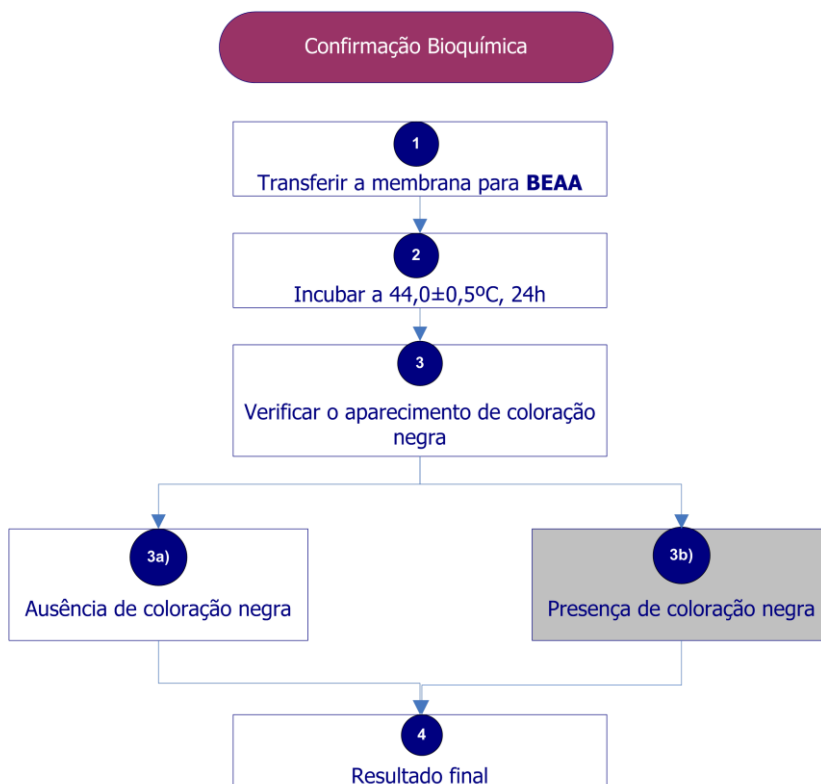 Confirmação Bioquímica
1
Transferir a membrana para BEAA
2
Incubar a 44,0±0,5ºC, 24h
3
Verificar o aparecimento de coloração
negra
3a)
Ausência de coloração negra
3b)
Presença de coloração negra
4
Resultado final